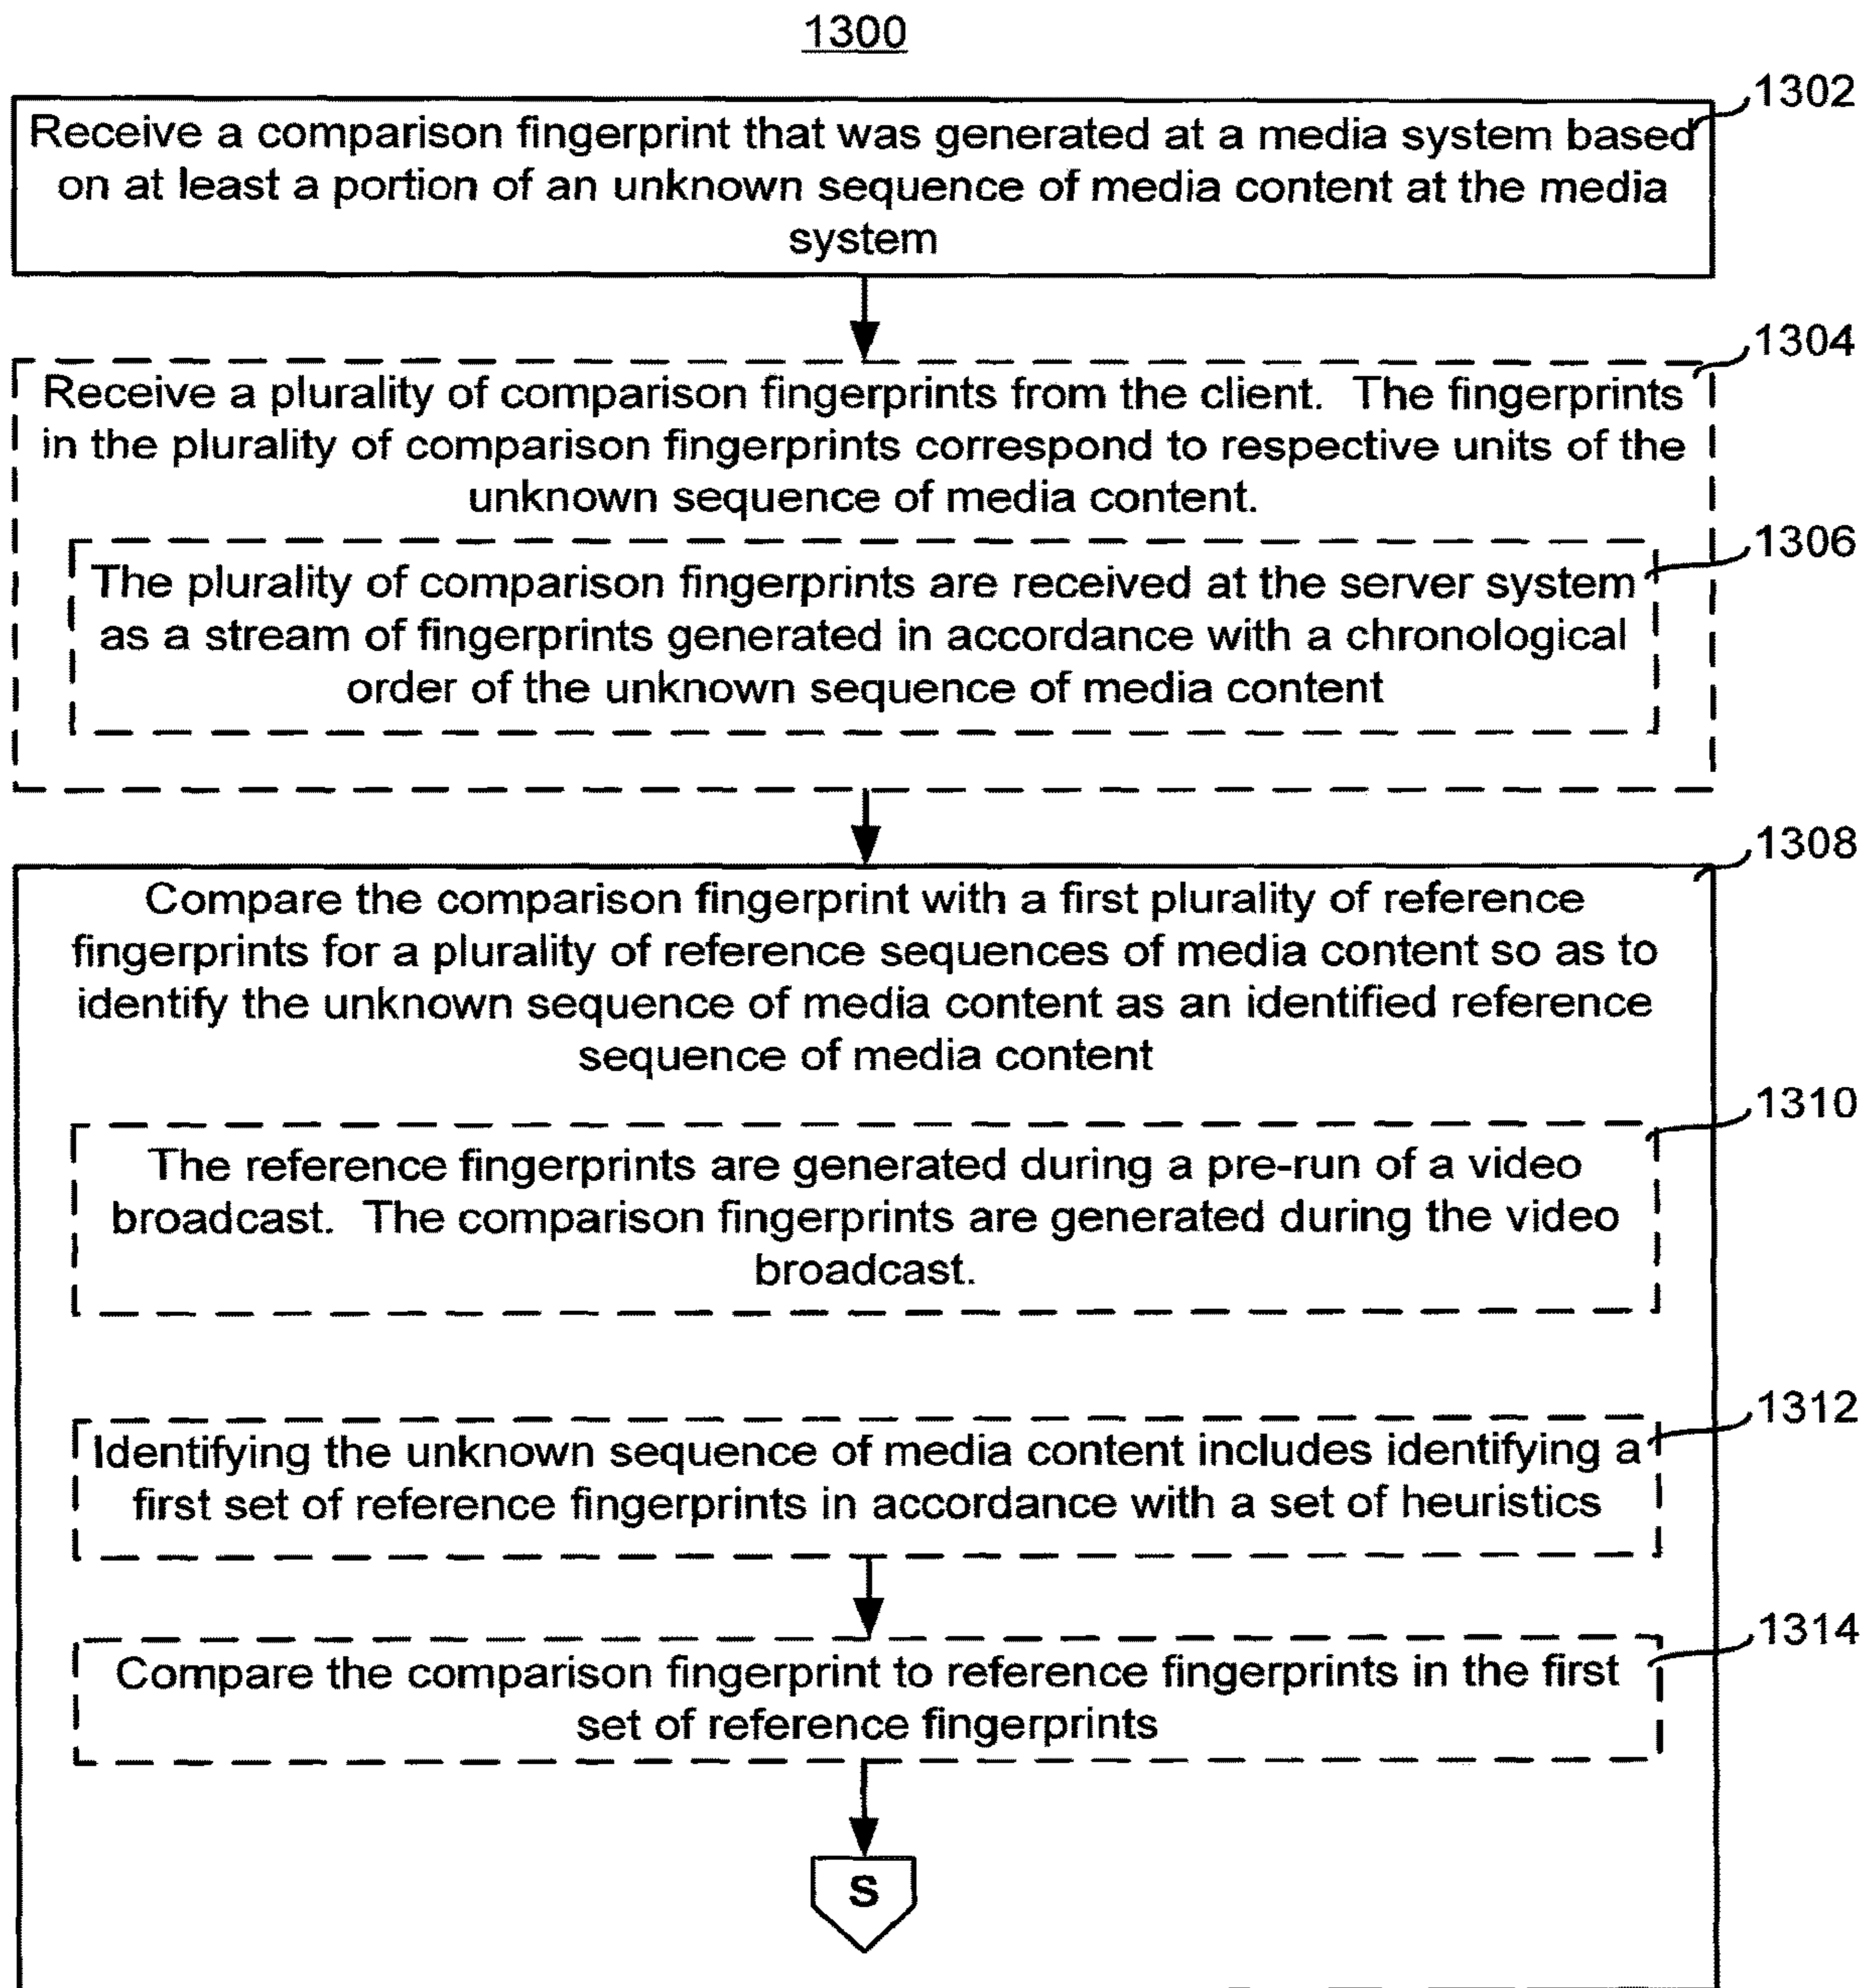 1300
1302
Receive a comparison fingerprint that was generated at a media system based
on at least a portion of an unknown sequence of media content at the media
system
1304
Receive a plurality of comparison fingerprints from the client. The fingerprints
in the plurality of comparison fingerprints correspond to respective units of the
unknown sequence of media content.
1306
The plurality of comparison fingerprints are received at the server system
as a stream of fingerprints generated in accordance with a chronological
order of the unknown sequence of media content
1308
Compare the comparison fingerprint with a first plurality of reference
fingerprints for a plurality of reference sequences of media content so as to
identify the unknown sequence of media content as an identified reference
sequence of media content
1310
The reference fingerprints are generated during a pre-run of a video
broadcast. The comparison fingerprints are generated during the video
broadcast.
1312
Identifying the unknown sequence of media content includes identifying a
first set of reference fingerprints in accordance with a set of heuristics
1314
Compare the comparison fingerprint to reference fingerprints in the first
set of reference fingerprints
S